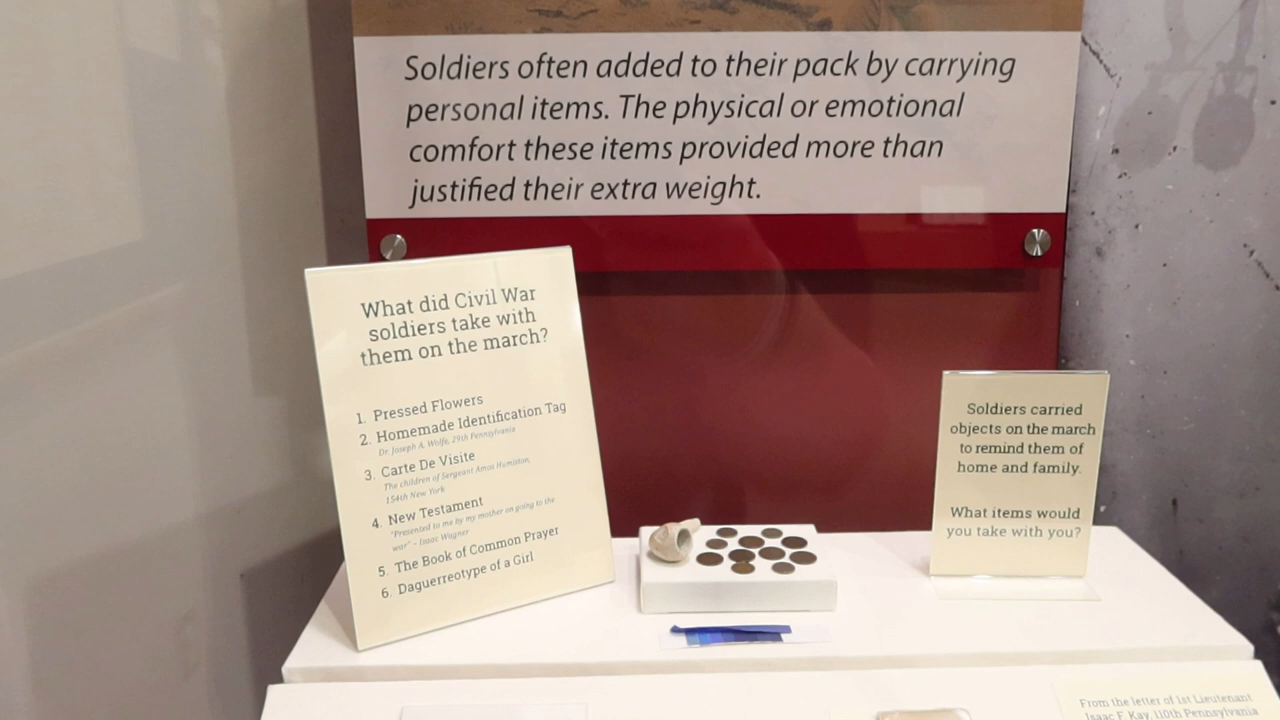 Soldiers often added to their pack by carrying
personal items. The physical or emotional
comfort these items provided more than
justified their extra weight.
What did Civil War
soldiers take with
them on the march?
1. Pressed Flowers
2. Homemade Identification Tag
Dr. Joseph A. Wolfe, 29th Pennsylvania
3. Carte De Visite
The children of Sergeant Amos Humiston,
154th New York
4. New Testament
"Presented to me by my mother on going to the
war" - Isaac Wagner
5. The Book of Common Prayer
6. Daguerreotype of a Girl
Soldiers carried
objects on the march
to remind them of
home and family.
What items would
you take with you?
From the letter of 1st Lieutenant
Isaac F. Kay, 110th Pennsylvania